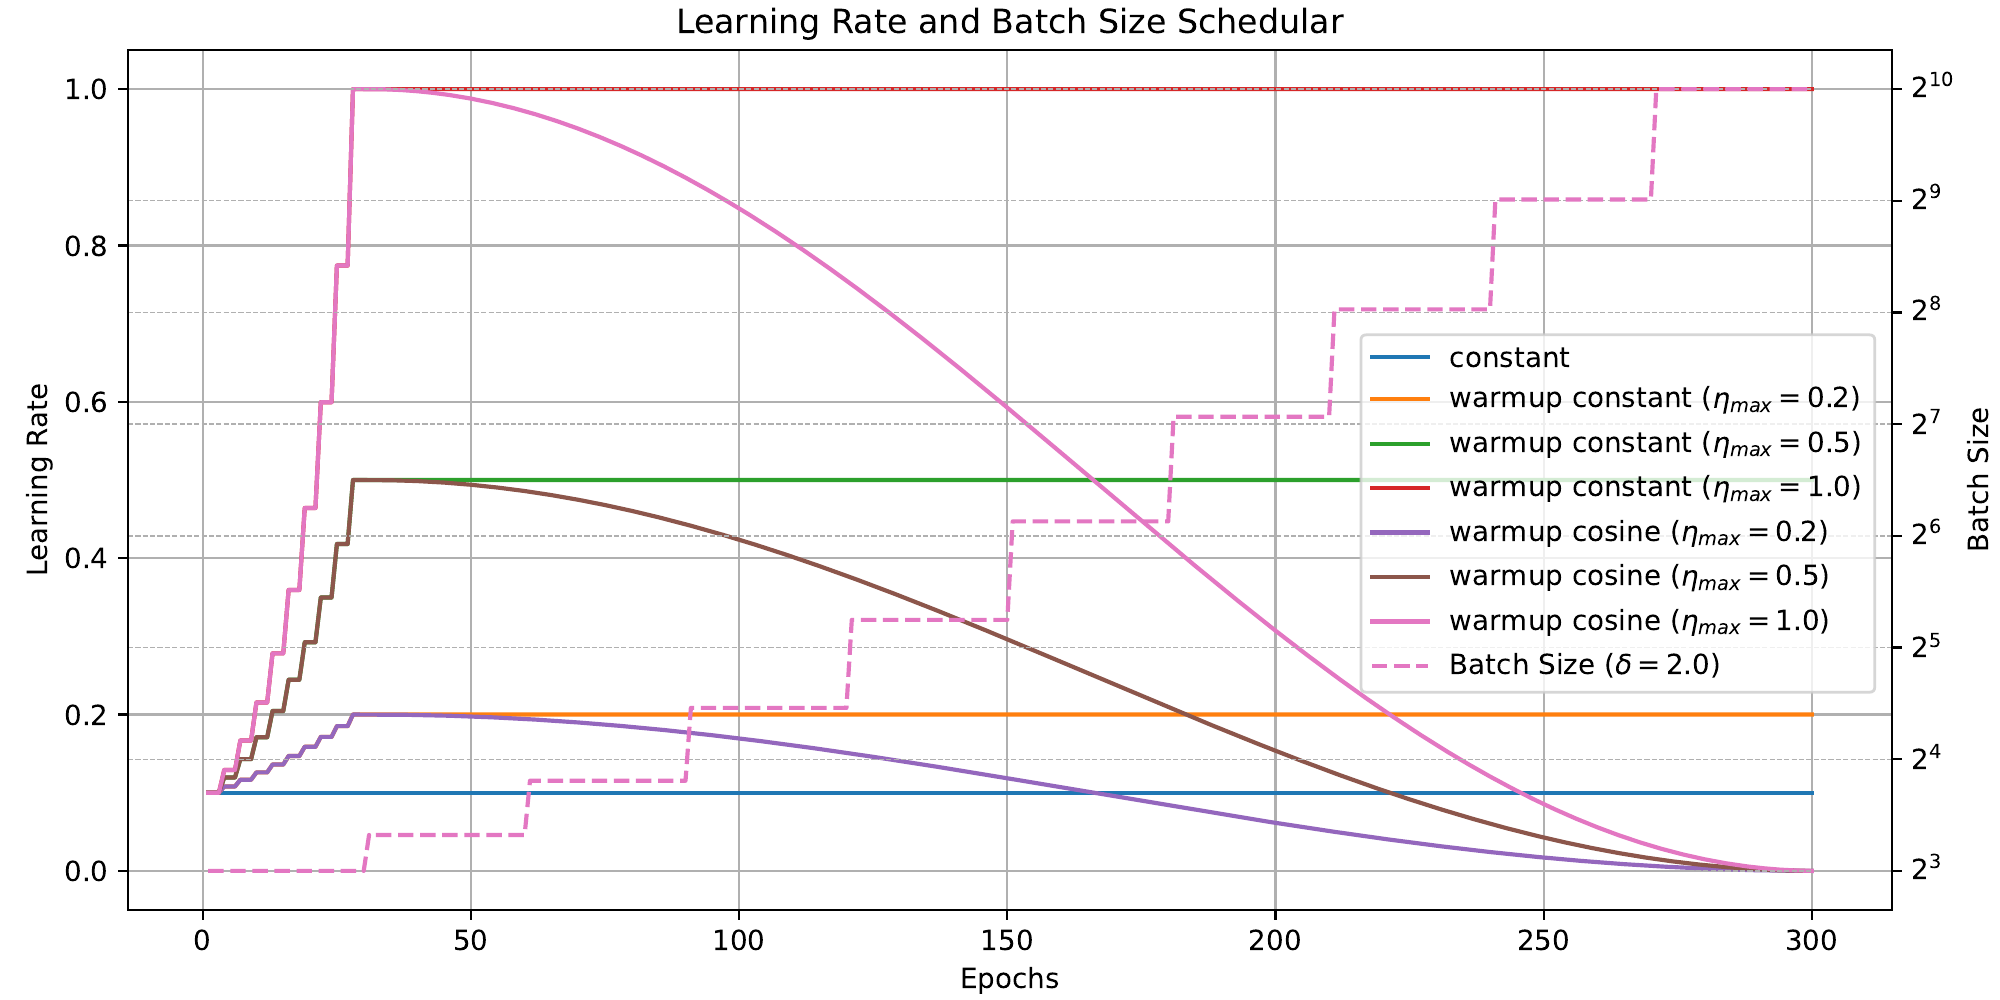 Learning Rate and Batch Size Schedular
Learning Rate
1.0
0.8
0.6
0.4
0.2
0.0
2^10
2^9
2^8
2^7
2^6
2^5
2^4
2^3
Batch Size
constant
warmup constant (η_max = 0.2)
warmup constant (η_max = 0.5)
warmup constant (η_max = 1.0)
warmup cosine (η_max = 0.2)
warmup cosine (η_max = 0.5)
warmup cosine (η_max = 1.0)
Batch Size (δ = 2.0)
0 50 100 150 200 250 300
Epochs